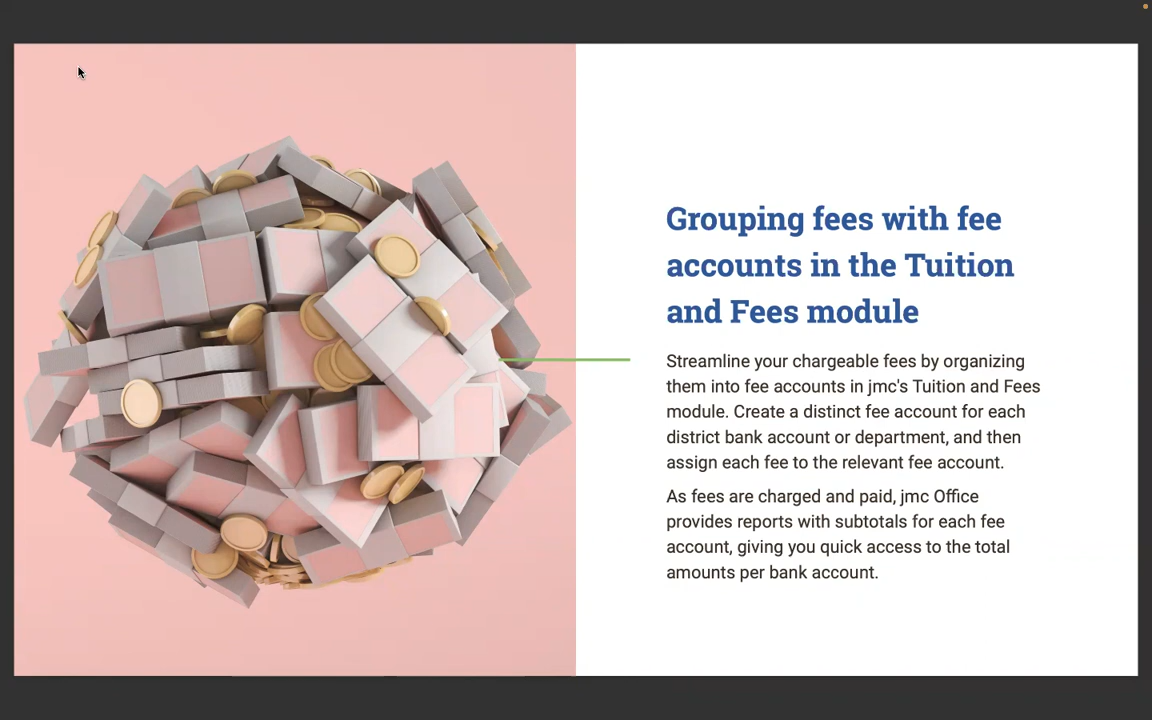 Grouping fees with fee
accounts in the Tuition
and Fees module
Streamline your chargeable fees by organizing
them into fee accounts in jmc's Tuition and Fees
module. Create a distinct fee account for each
district bank account or department, and then
assign each fee to the relevant fee account.
As fees are charged and paid, jmc Office
provides reports with subtotals for each fee
account, giving you quick access to the total
amounts per bank account.